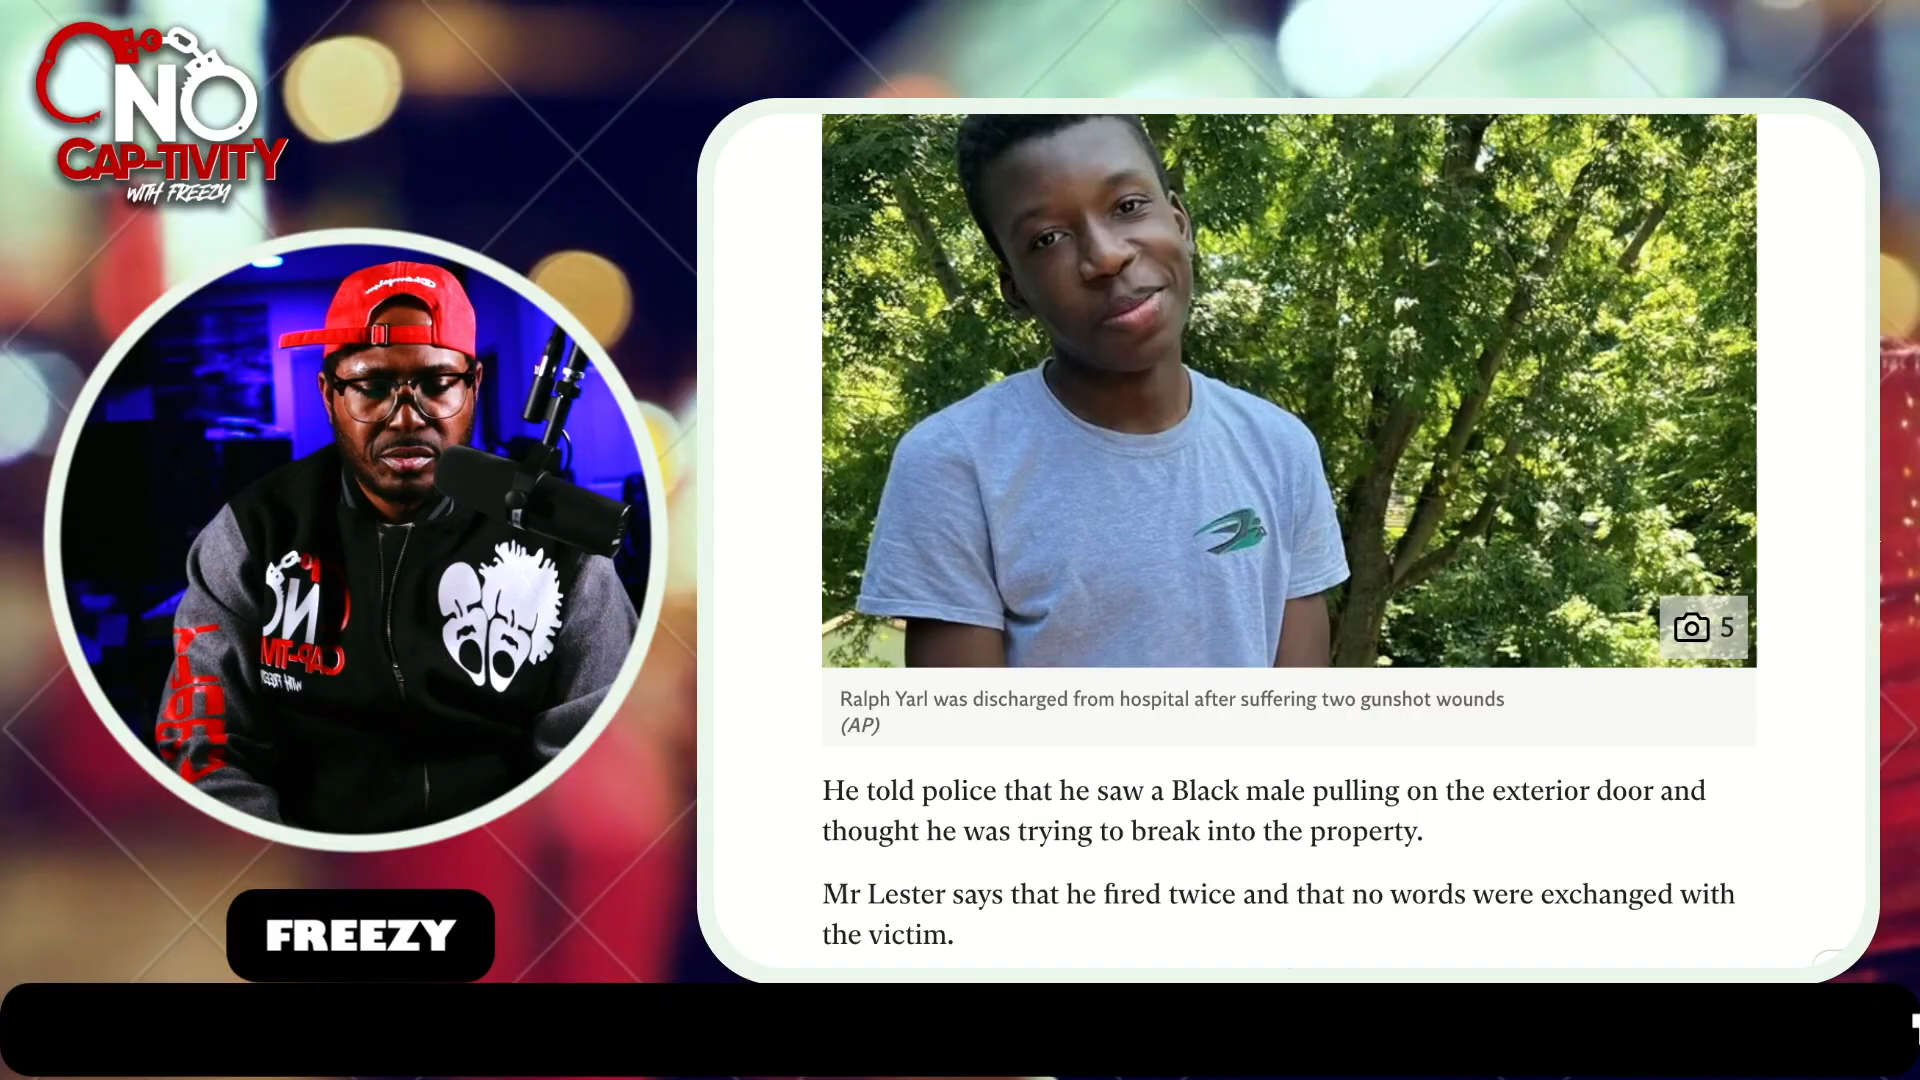 NO
CAP-TIVITY
WITH FREEZY
FREEZY
5
Ralph Yarl was discharged from hospital after suffering two gunshot wounds
(AP)
He told police that he saw a Black male pulling on the exterior door and
thought he was trying to break into the property.
Mr Lester says that he fired twice and that no words were exchanged with
the victim.